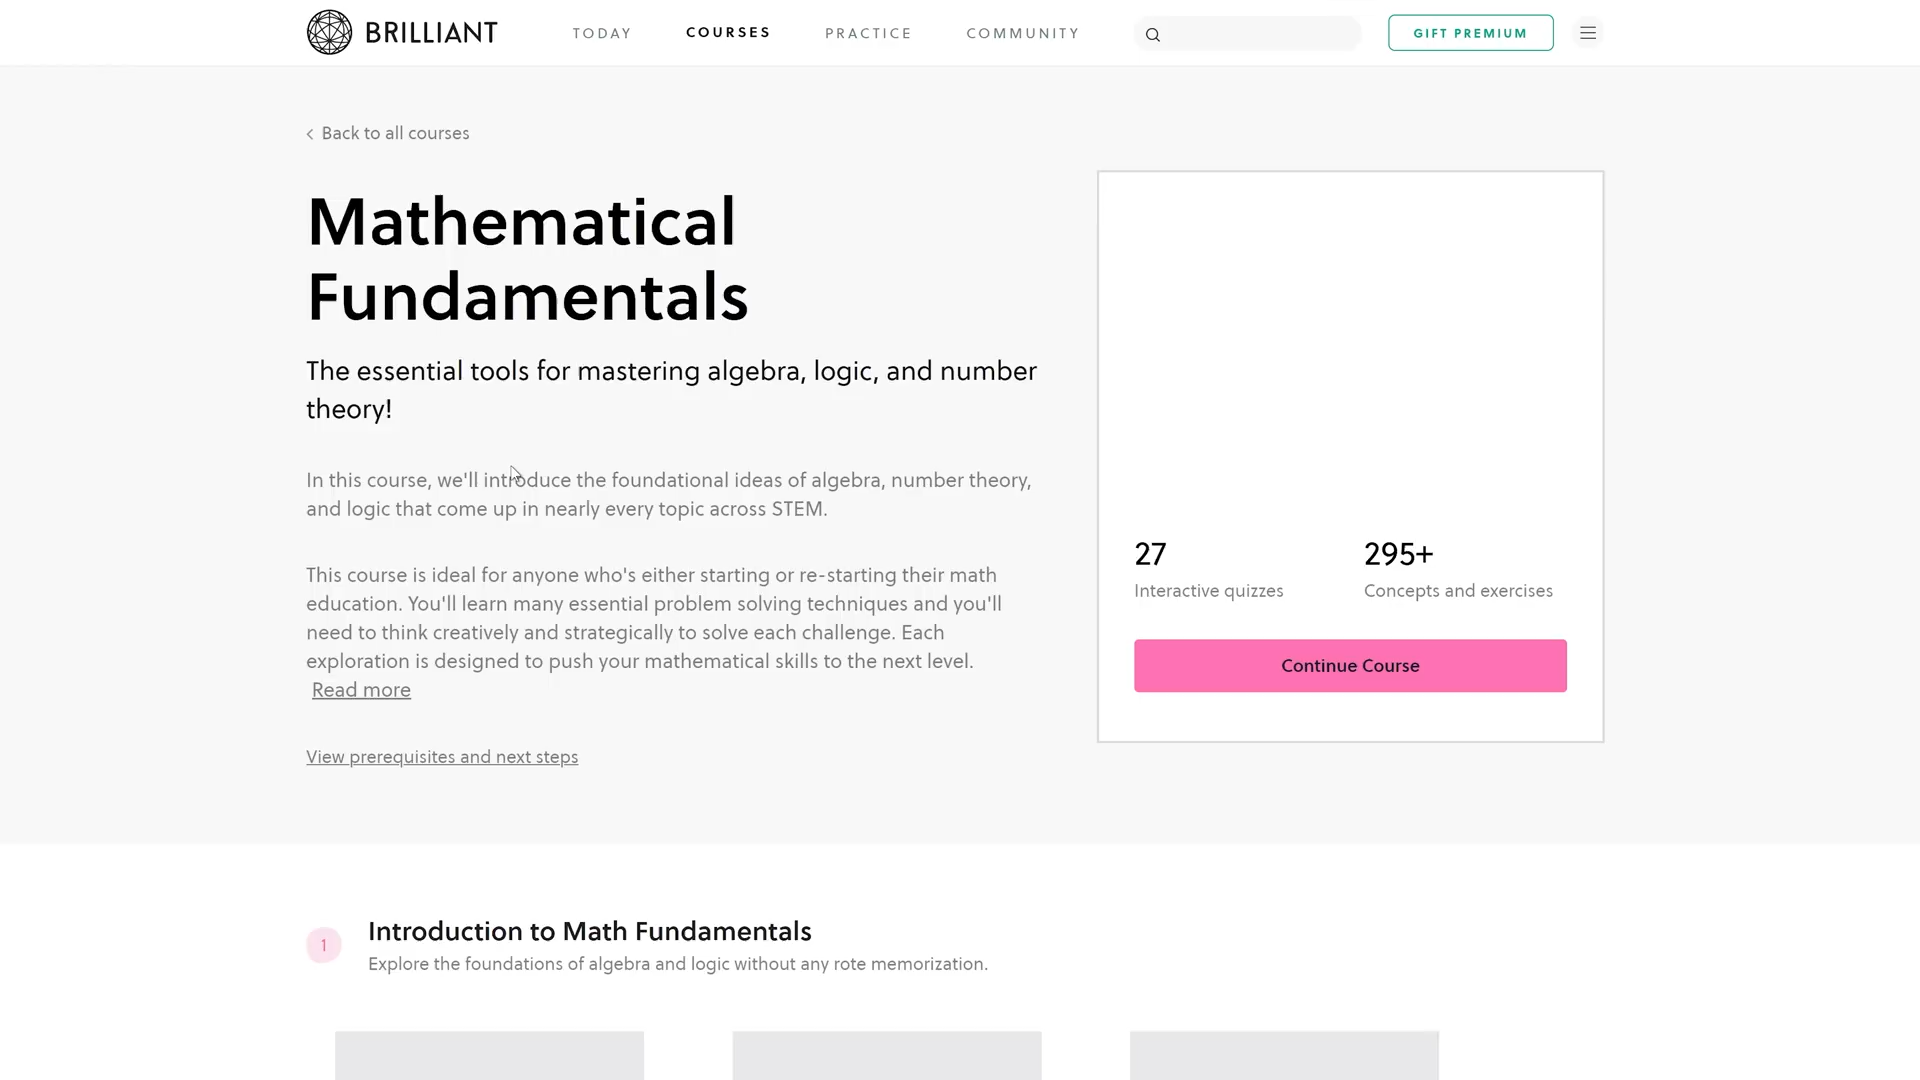 BRILLIANT
TODAY
COURSES
PRACTICE
COMMUNITY
GIFT PREMIUM
Back to all courses
Mathematical
Fundamentals
The essential tools for mastering algebra, logic, and number
theory!
In this course, we'll introduce the foundational ideas of algebra, number theory,
and logic that come up in nearly every topic across STEM.
This course is ideal for anyone who's either starting or re-starting their math
education. You'll learn many essential problem solving techniques and you'll
need to think creatively and strategically to solve each challenge. Each
exploration is designed to push your mathematical skills to the next level.
Read more
View prerequisites and next steps
27
Interactive quizzes
295+
Concepts and exercises
Continue Course
1
Introduction to Math Fundamentals
Explore the foundations of algebra and logic without any rote memorization.